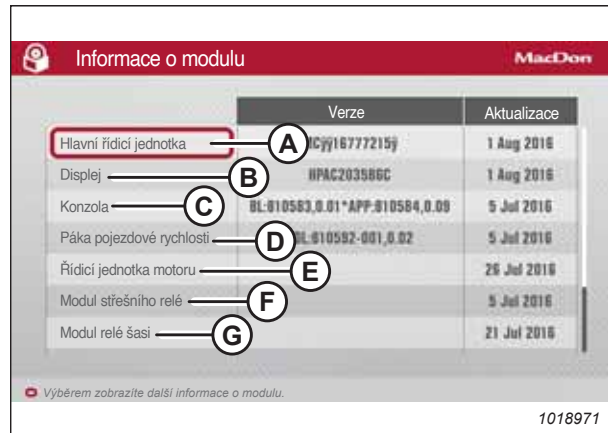 Informace o modulu MacDon
Verze Aktualizace
Hlavní řídicí jednotka A 1 Aug 2016
Displej B HPAC203586C 1 Aug 2016
Konzola C BL:810583,0.01*APP:810584,0.09 5 Jul 2016
Páka pojezdové rychlosti D 5 Jul 2016
Řídicí jednotka motoru E 26 Jul 2016
Modul střešního relé F 5 Jul 2016
Modul relé šasi G 21 Jul 2016
Výběrem zobrazíte další informace o modulu.
1018971